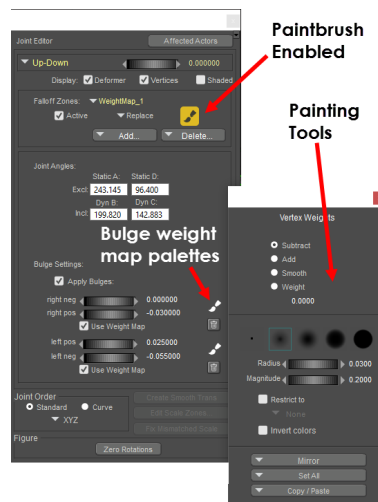 Joint Editor
Affected Actors
Paintbrush
Enabled
Up-Down
0.000000
Display:
Deformer
Vertices
Shaded
Falloff Zones:
WeightMap_1
Active
Replace
Add...
Delete...
Painting
Tools
Joint Angles:
Static A:
Static D:
Excl:
243.145
96.400
Dyn B:
Dyn C:
Incl:
199.820
142.883
Bulge weight
map palettes
Bulge Settings:
Apply Bulges:
right neg
0.000000
right pos
-0.030000
Use Weight Map
left pos
0.025000
left neg
-0.055000
Use Weight Map
Joint Order
Standard
Curve
XYZ
Create Smooth Trans
Edit Scale Zones
Fix Mismatched Scale
Figure
Zero Rotations
Vertex Weights
Subtract
Add
Smooth
Weight
0.0000
Radius
0.0300
Magnitude
0.2000
Restrict to
None
Invert colors
Mirror
Set All
Copy / Paste